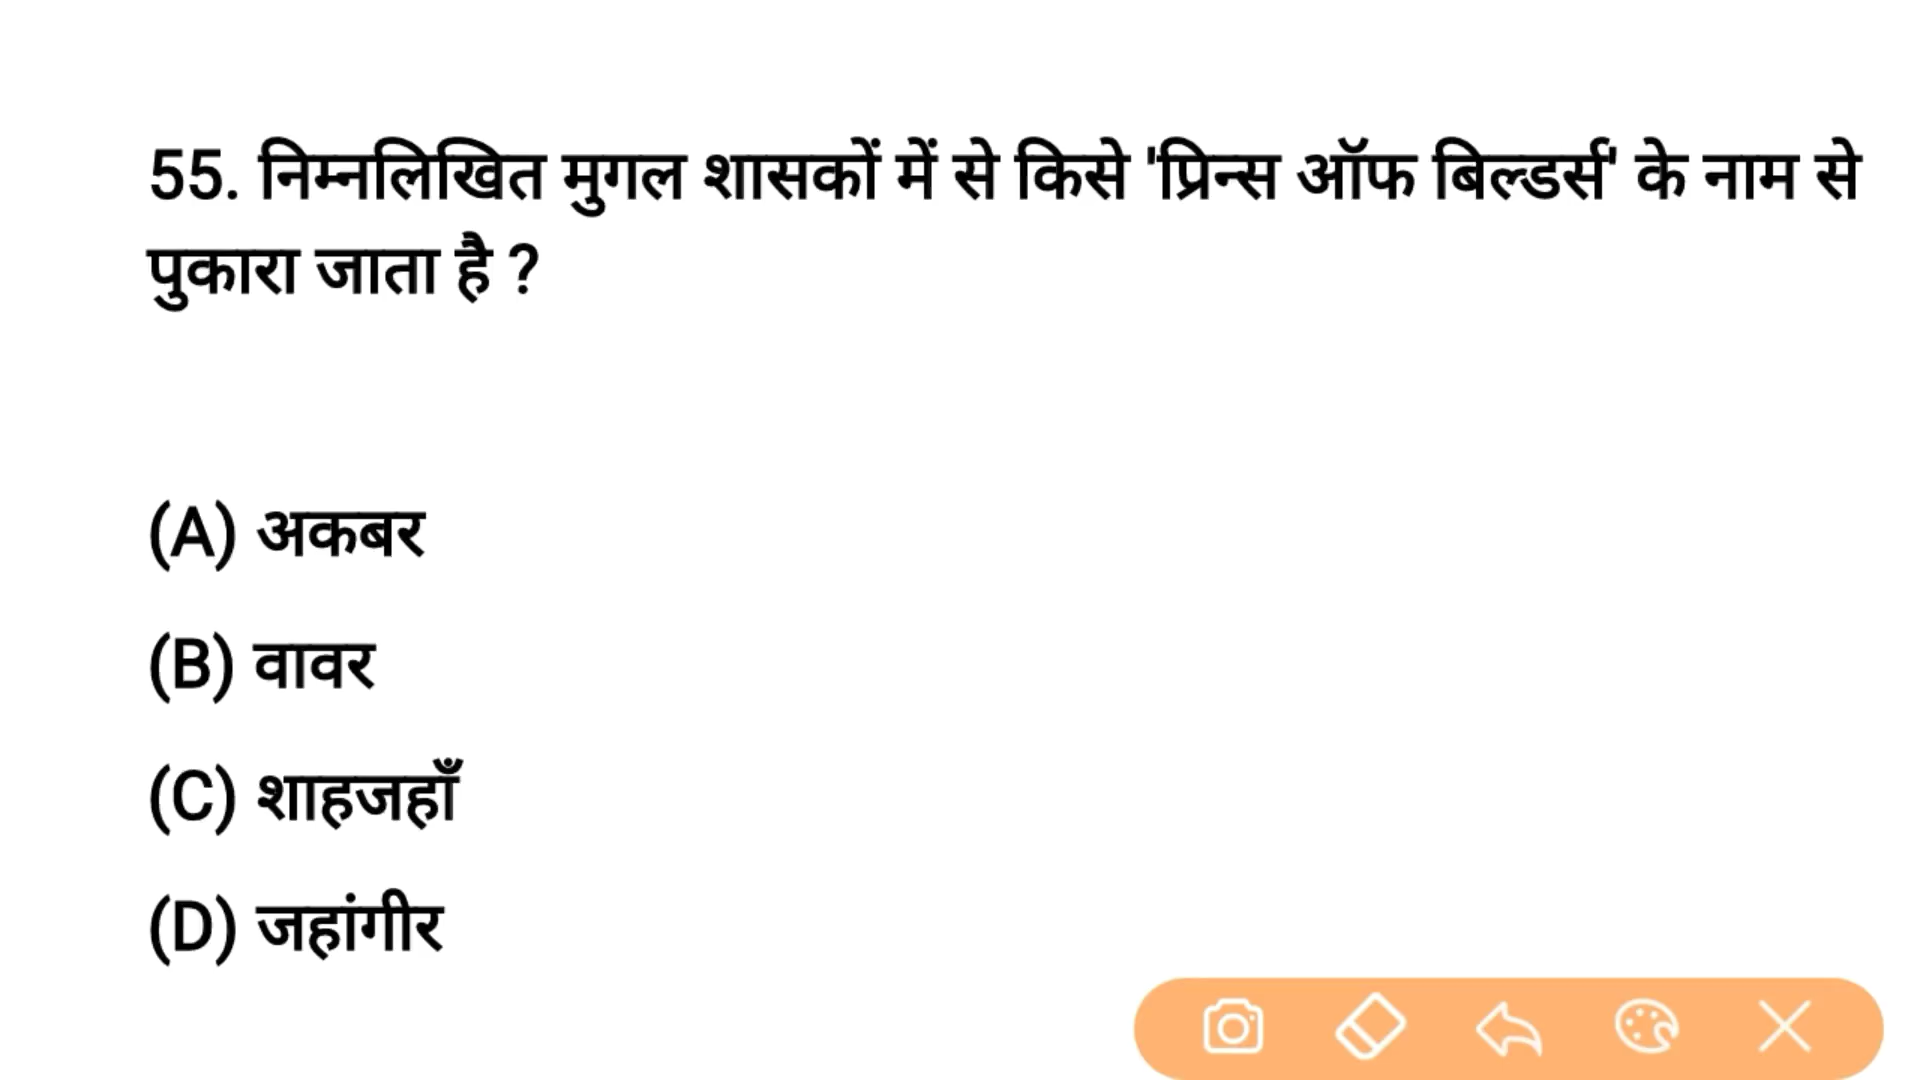 55. निम्नलिखित मुगल शासकों में से किसे 'प्रिन्स ऑफ बिल्डर्स' के नाम से
पुकारा जाता है ?
(A) अकबर
(B) वावर
(C) शाहजहाँ
(D) जहांगीर